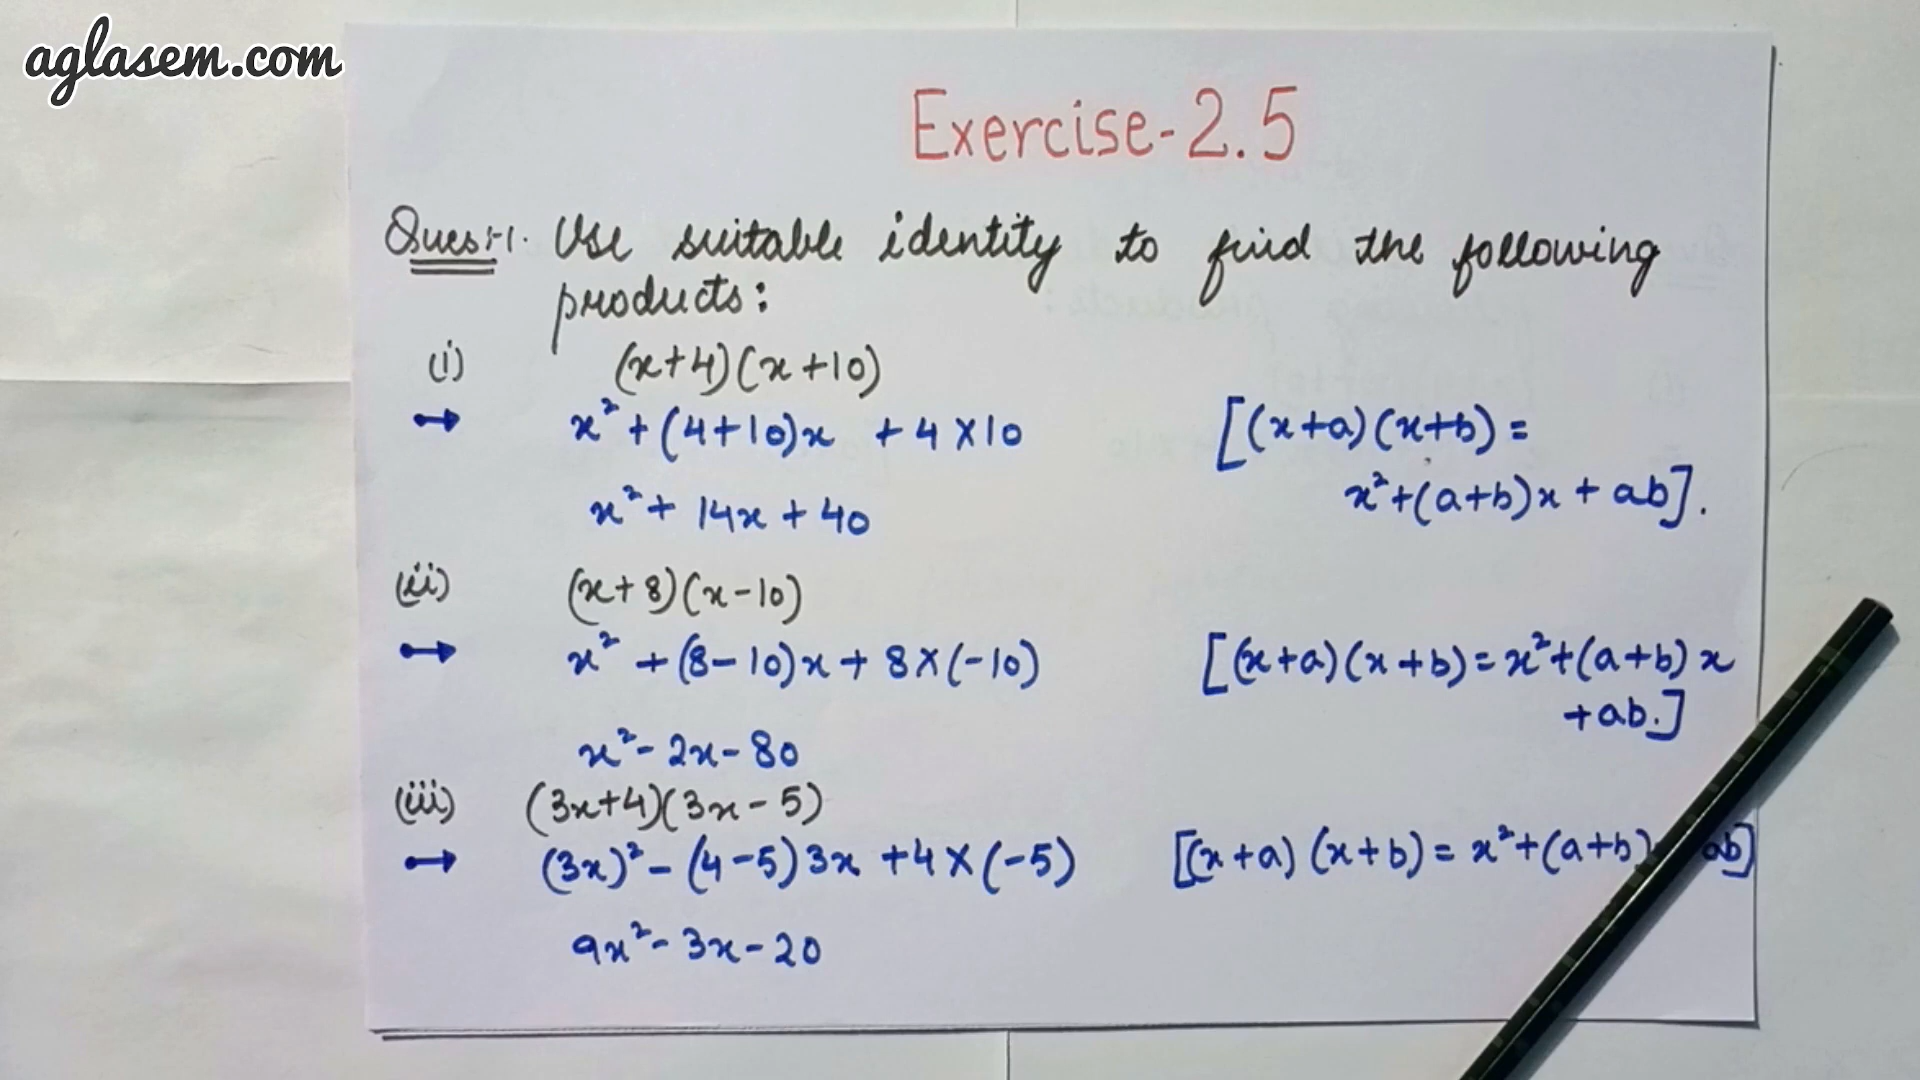 aglasem.com
Exercise-2.5
Ques:-1. Use suitable identity to find the following
products:
(i) (x+4)(x+10)
→ x² + (4+10)x + 4×10 [(x+a)(x+b) =
x²+(a+b)x + ab].
x² + 14x + 40
(ii) (x+8)(x-10)
→ x² + (8-10)x + 8×(-10) [(x+a)(x+b) = x²+(a+b)x
+ab.]
x² - 2x - 80
(iii) (3x+4)(3x-5)
→ (3x)² - (4-5)3x + 4×(-5) [(x+a)(x+b) = x²+(a+b) ab]
9x² - 3x - 20